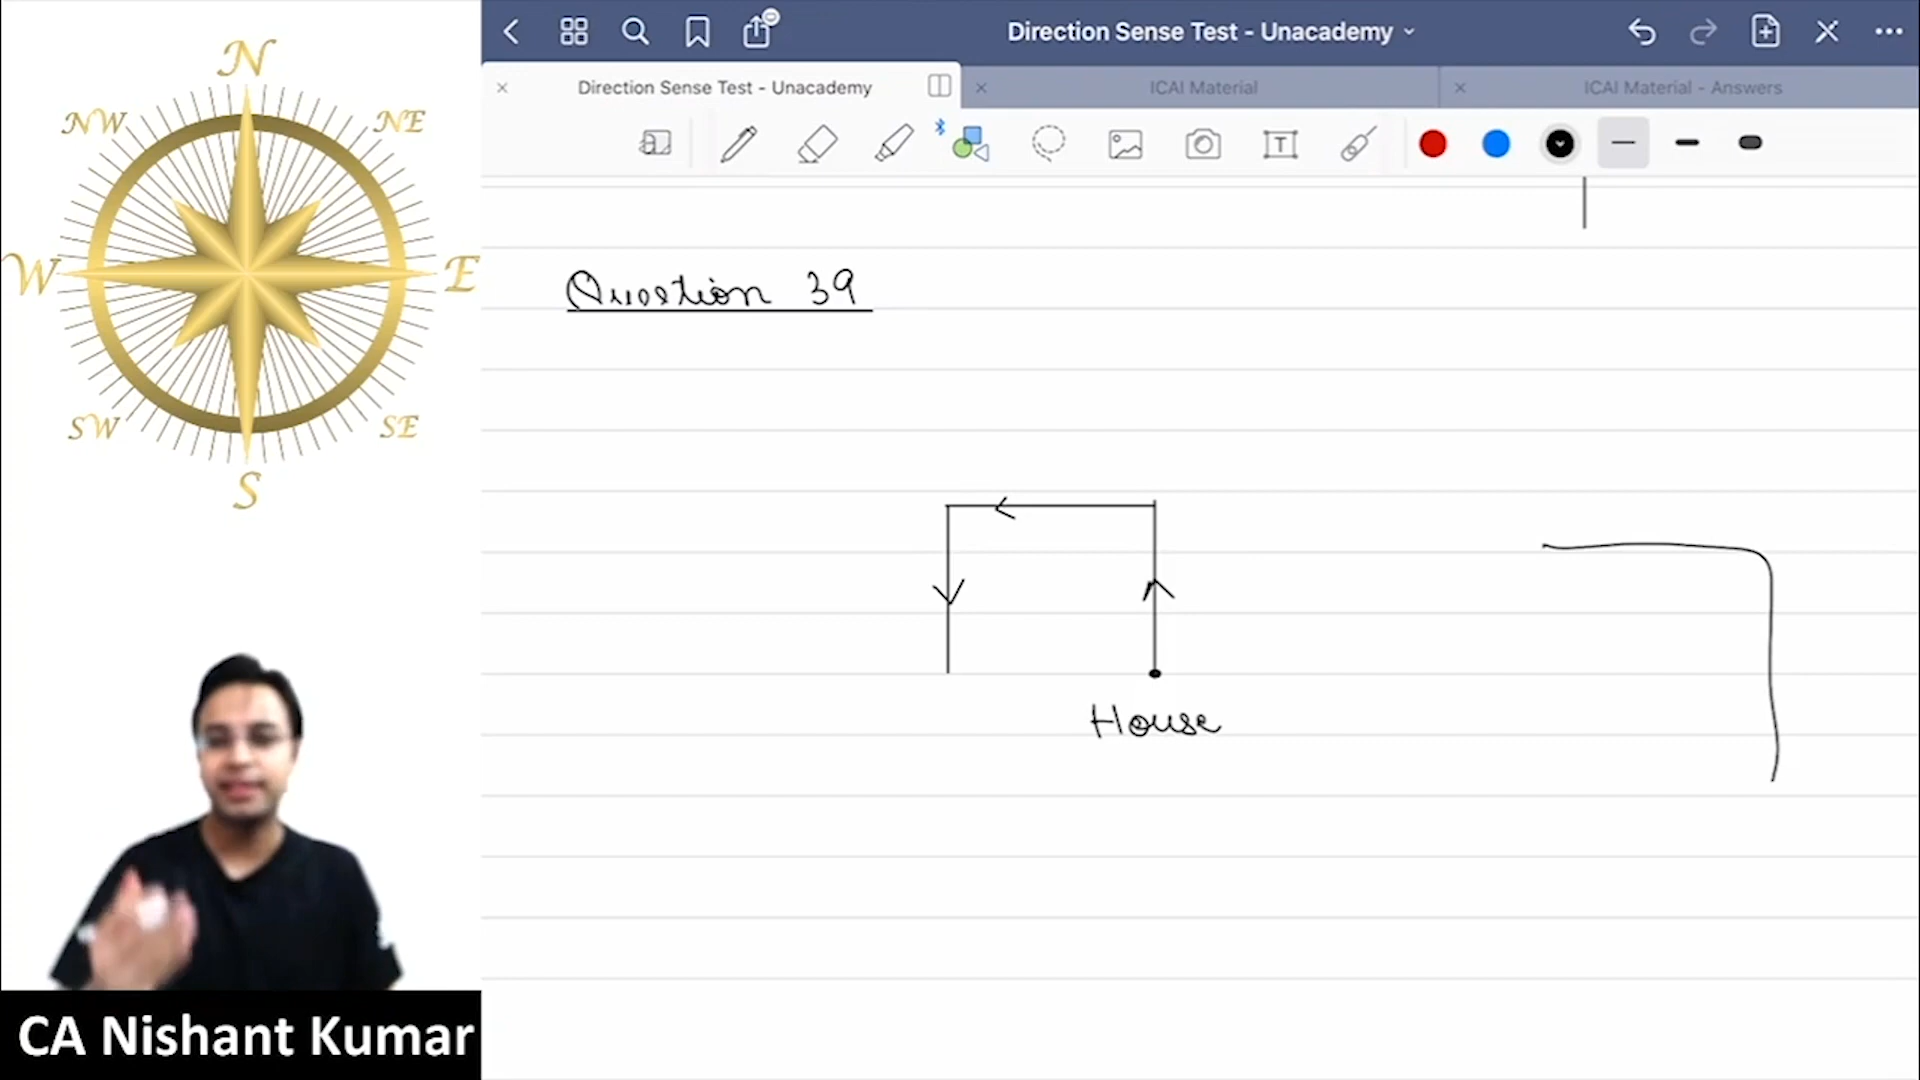 N
NW
NE
W
E
SW
SE
S
CA Nishant Kumar
Direction Sense Test - Unacademy
Direction Sense Test - Unacademy
ICAI Material
ICAI Material - Answers
T
Question 39
House